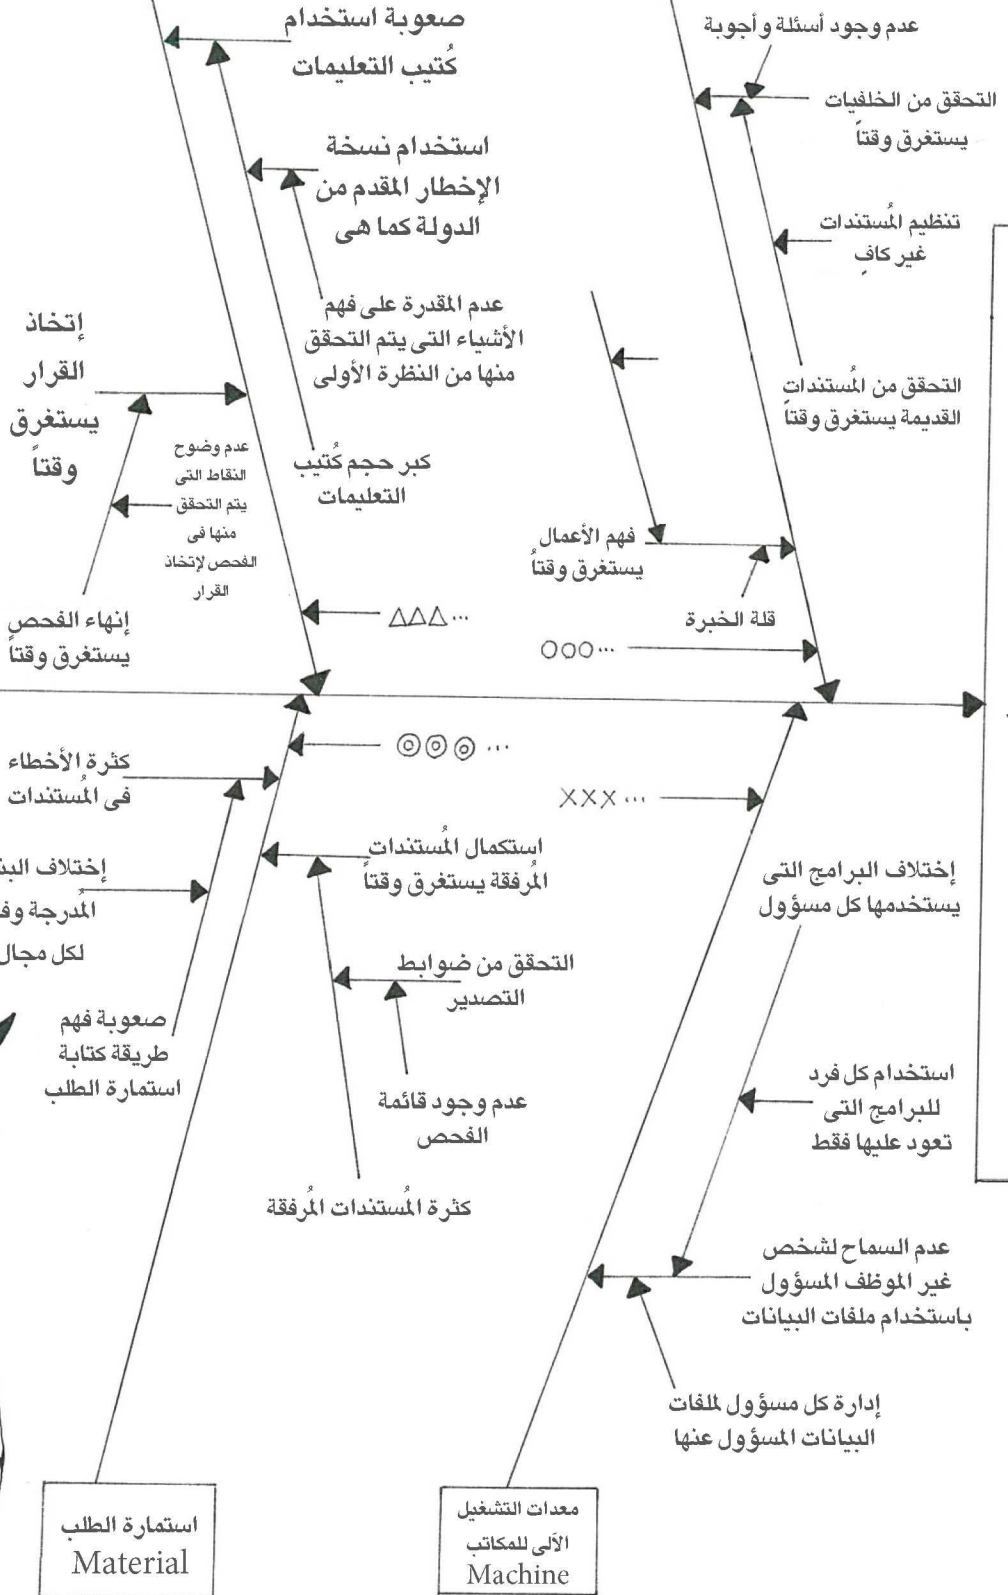 عدم وجود أسئلة وأجوبة
التحقق من الخلفيات
يستغرق وقتاً
تنظيم المُستندات
غير كافٍ
التحقق من المُستندات
القديمة يستغرق وقتاً
فهم الأعمال
يستغرق وقتاُ
قلة الخبرة
○○○...
صعوبة استخدام
كُتيب التعليمات
استخدام نسخة
الإخطار المقدم من
الدولة كما هى
عدم المقدرة على فهم
الأشياء التى يتم التحقق
منها من النظرة الأولى
كبر حجم كُتيب
التعليمات
إتخاذ
القرار
يستغرق
وقتاً
عدم وضوح
النقاط التى
يتم التحقق
منها فى
الفحص لإتخاذ
القرار
إنهاء الفحص
يستغرق وقتاً
△△△...
◎◎◎...
XXX...
كثرة الأخطاء
فى المُستندات
إختلاف
المُدرجة
لكل مجال
صعوبة فهم
طريقة كتابة
استمارة الطلب
استكمال المُستندات
المُرفقة يستغرق وقتاً
التحقق من ضوابط
التصدير
عدم وجود قائمة
الفحص
كثرة المُستندات المُرفقة
إختلاف البرامج التى
يستخدمها كل مسؤول
استخدام كل فرد
للبرامج التى
تعود عليها فقط
عدم السماح لشخص
غير الموظف المسؤول
باستخدام ملفات البيانات
إدارة كل مسؤول لملفات
البيانات المسؤول عنها
معدات التشغيل
الآلى للمكاتب
Machine
استمارة الطلب
Material